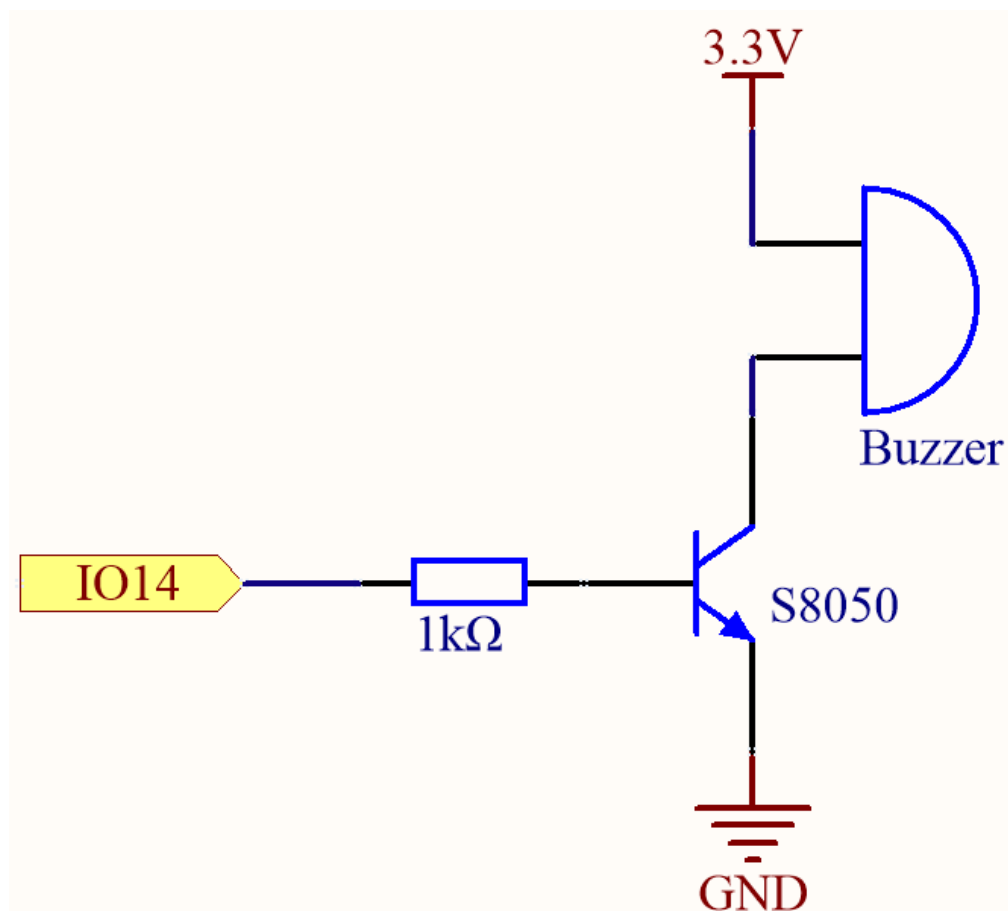 3.3V
Buzzer
IO14
1kΩ
S8050
GND